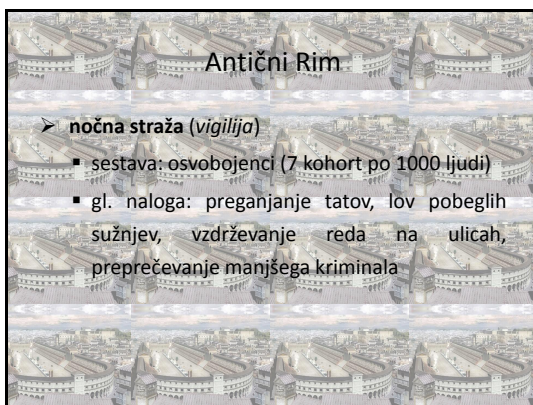 Antični Rim
➢ nočna straža (vigilija)
▪ sestava: osvobojenci (7 kohort po 1000 ljudi)
▪ gl. naloga: preganjanje tatov, lov pobeglih
sužnjev, vzdrževanje reda na ulicah,
preprečevanje manjšega kriminala